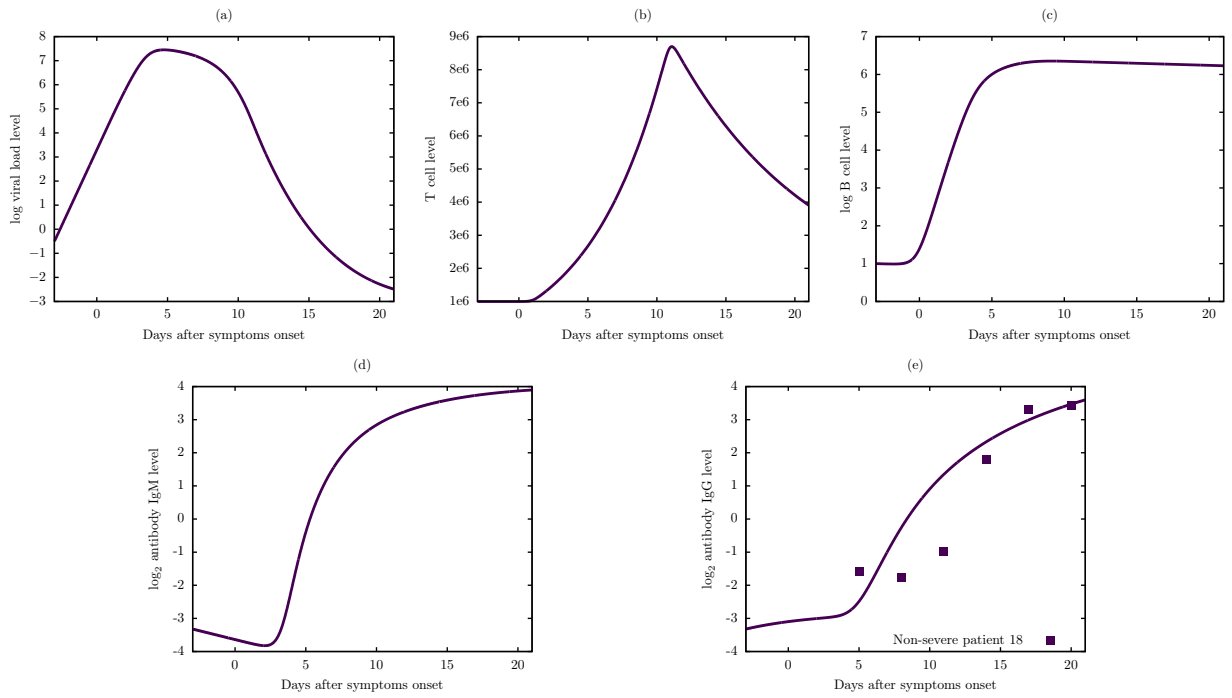 (a)
8
7
6
5
4
3
2
1
0
−1
−2
−3
0 5 10 15 20
log viral load level
Days after symptoms onset
(b)
9e6
8e6
7e6
6e6
5e6
4e6
3e6
2e6
1e6
0 5 10 15 20
T cell level
Days after symptoms onset
(c)
7
6
5
4
3
2
1
0
0 5 10 15 20
log B cell level
Days after symptoms onset
(d)
4
3
2
1
0
-1
-2
-3
-4
0 5 10 15 20
log₂ antibody IgM level
Days after symptoms onset
(e)
4
3
2
1
0
-1
-2
-3
-4
0 5 10 15 20
log₂ antibody IgG level
Non-severe patient 18
Days after symptoms onset